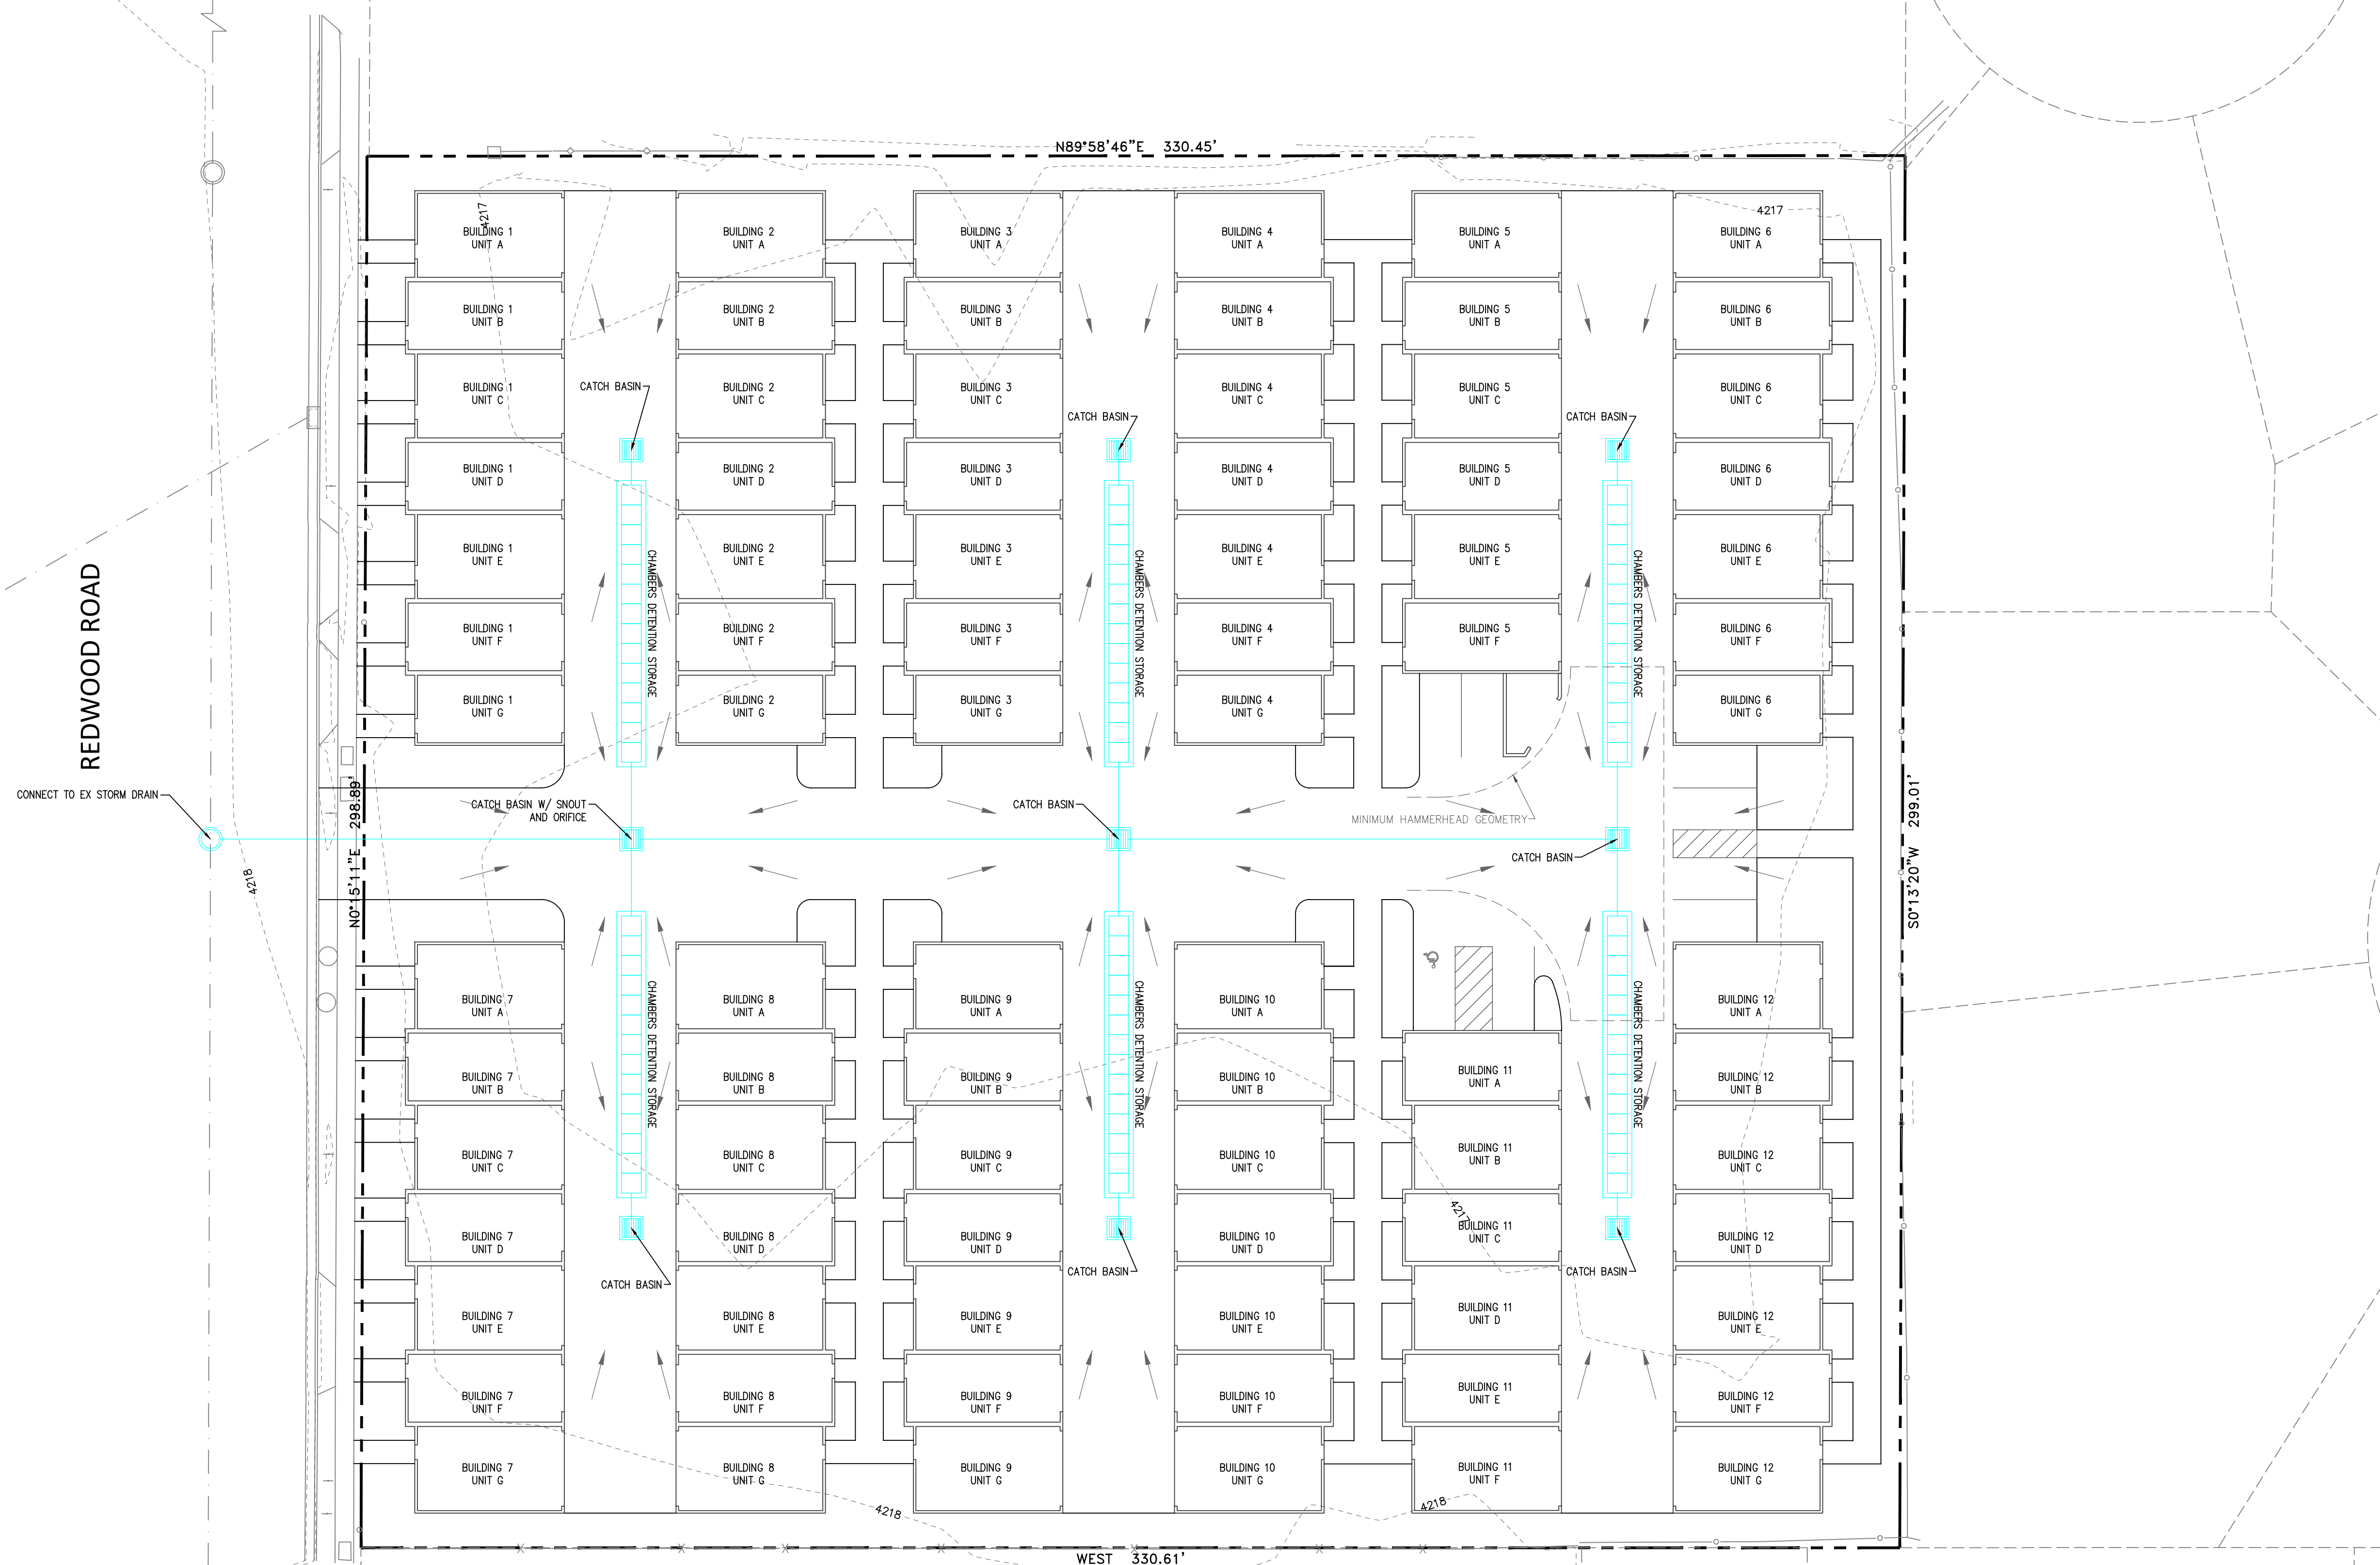 N89°58'46"E 330.45'
4217
4217
BUILDING 1
UNIT A
BUILDING 2
UNIT A
BUILDING 3
UNIT A
BUILDING 4
UNIT A
BUILDING 5
UNIT A
BUILDING 6
UNIT A
BUILDING 1
UNIT B
BUILDING 2
UNIT B
BUILDING 3
UNIT B
BUILDING 4
UNIT B
BUILDING 5
UNIT B
BUILDING 6
UNIT B
BUILDING 1
UNIT C
CATCH BASIN
BUILDING 2
UNIT C
BUILDING 3
UNIT C
CATCH BASIN
BUILDING 4
UNIT C
BUILDING 5
UNIT C
CATCH BASIN
BUILDING 6
UNIT C
BUILDING 1
UNIT D
BUILDING 2
UNIT D
BUILDING 3
UNIT D
BUILDING 4
UNIT D
BUILDING 5
UNIT D
BUILDING 6
UNIT D
BUILDING 1
UNIT E
BUILDING 2
UNIT E
BUILDING 3
UNIT E
BUILDING 4
UNIT E
BUILDING 5
UNIT E
BUILDING 6
UNIT E
CHAMBERS DETENTION STORAGE
CHAMBERS DETENTION STORAGE
CHAMBERS DETENTION STORAGE
BUILDING 1
UNIT F
BUILDING 2
UNIT F
BUILDING 3
UNIT F
BUILDING 4
UNIT F
BUILDING 5
UNIT F
BUILDING 6
UNIT F
REDWOOD ROAD
BUILDING 1
UNIT G
BUILDING 2
UNIT G
BUILDING 3
UNIT G
BUILDING 4
UNIT G
BUILDING 6
UNIT G
CONNECT TO EX STORM DRAIN
N0°15'11"E 298.89'
CATCH BASIN W/ SNOUT
AND ORIFICE
CATCH BASIN
MINIMUM HAMMERHEAD GEOMETRY
CATCH BASIN
S0°13'20"W 299.01'
4218
BUILDING 7
UNIT A
BUILDING 8
UNIT A
BUILDING 9
UNIT A
BUILDING 10
UNIT A
BUILDING 12
UNIT A
CHAMBERS DETENTION STORAGE
CHAMBERS DETENTION STORAGE
CHAMBERS DETENTION STORAGE
BUILDING 7
UNIT B
BUILDING 8
UNIT B
BUILDING 9
UNIT B
BUILDING 10
UNIT B
BUILDING 11
UNIT A
BUILDING 12
UNIT B
BUILDING 7
UNIT C
BUILDING 8
UNIT C
BUILDING 9
UNIT C
BUILDING 10
UNIT C
BUILDING 11
UNIT B
BUILDING 12
UNIT C
4217
BUILDING 7
UNIT D
BUILDING 8
UNIT D
BUILDING 9
UNIT D
BUILDING 10
UNIT D
BUILDING 11
UNIT C
BUILDING 12
UNIT D
CATCH BASIN
CATCH BASIN
CATCH BASIN
BUILDING 7
UNIT E
BUILDING 8
UNIT E
BUILDING 9
UNIT E
BUILDING 10
UNIT E
BUILDING 11
UNIT D
BUILDING 12
UNIT E
BUILDING 7
UNIT F
BUILDING 8
UNIT F
BUILDING 9
UNIT F
BUILDING 10
UNIT F
BUILDING 11
UNIT E
BUILDING 12
UNIT F
BUILDING 7
UNIT G
BUILDING 8
UNIT G
BUILDING 9
UNIT G
BUILDING 10
UNIT G
BUILDING 11
UNIT F
BUILDING 12
UNIT G
4218
4218
WEST 330.61'